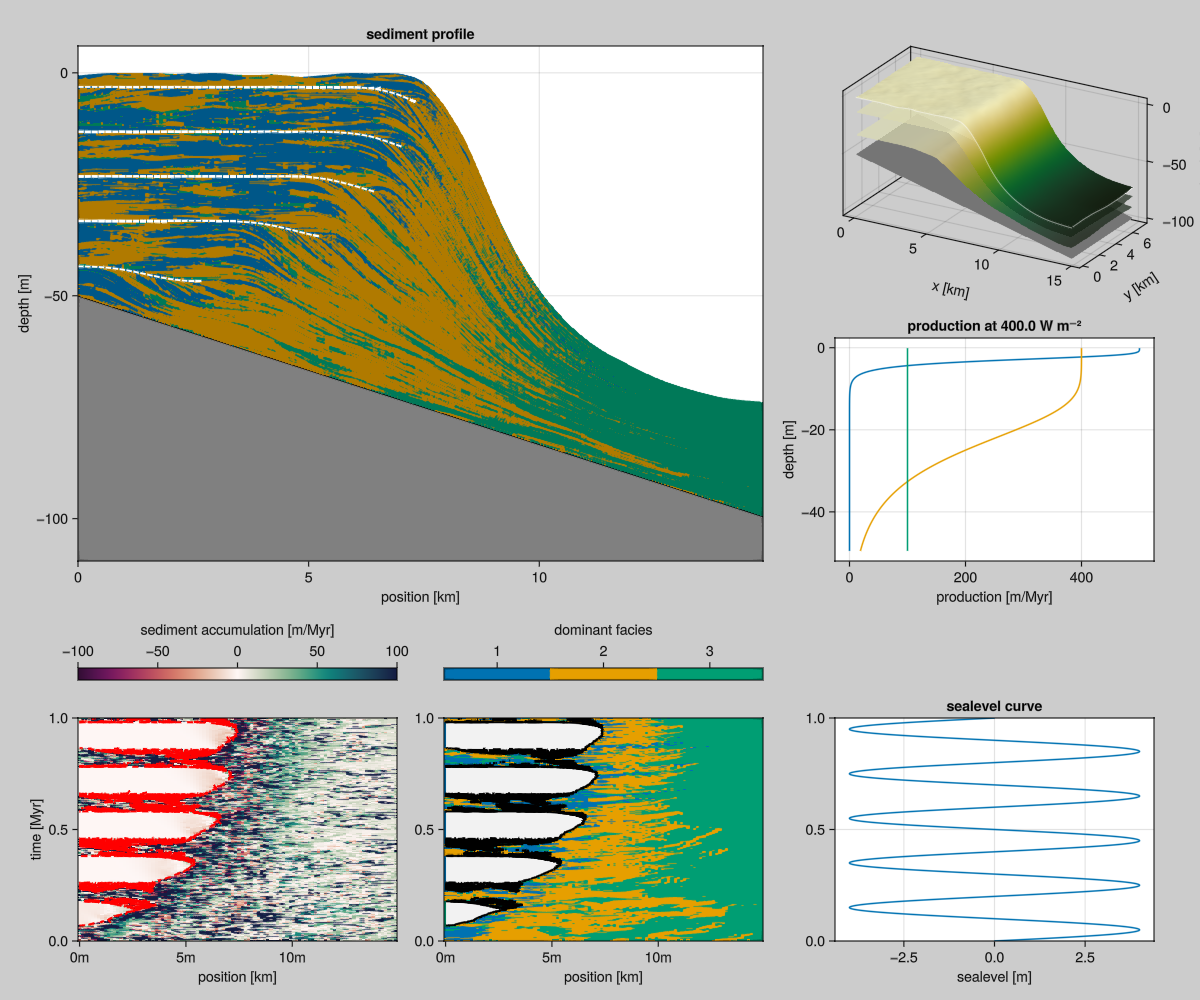 sediment profile
0
−50
−100
depth [m]
0
5
10
position [km]
0
−50
−100
0
5
10
15
x [km]
0
2
4
6
y [km]
production at 400.0 W m⁻²
0
−20
−40
depth [m]
0
200
400
production [m/Myr]
sediment accumulation [m/Myr]
−100
−50
0
50
100
1.0
0.5
0.0
time [Myr]
0m
5m
10m
position [km]
dominant facies
1
2
3
1.0
0.5
0.0
0m
5m
10m
position [km]
sealevel curve
1.0
0.5
0.0
−2.5
0.0
2.5
sealevel [m]